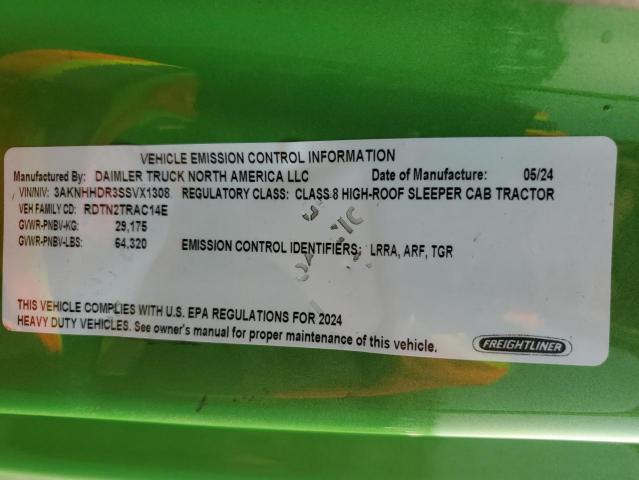 VEHICLE EMISSION CONTROL INFORMATION
Manufactured By: DAIMLER TRUCK NORTH AMERICA LLC Date of Manufacture: 05/24
VIN/NIV: 3AKNHHDR3SSVX1308 REGULATORY CLASS: CLASS 8 HIGH-ROOF SLEEPER CAB TRACTOR
VEH FAMILY CD: RDTN2TRAC14E
GVWR-PNBV-KG: 29,175
GVWR-PNBV-LBS: 64,320 EMISSION CONTROL IDENTIFIERS: LRRA, ARF, TGR
THIS VEHICLE COMPLIES WITH U.S. EPA REGULATIONS FOR 2024
HEAVY DUTY VEHICLES. See owner's manual for proper maintenance of this vehicle.
FREIGHTLINER